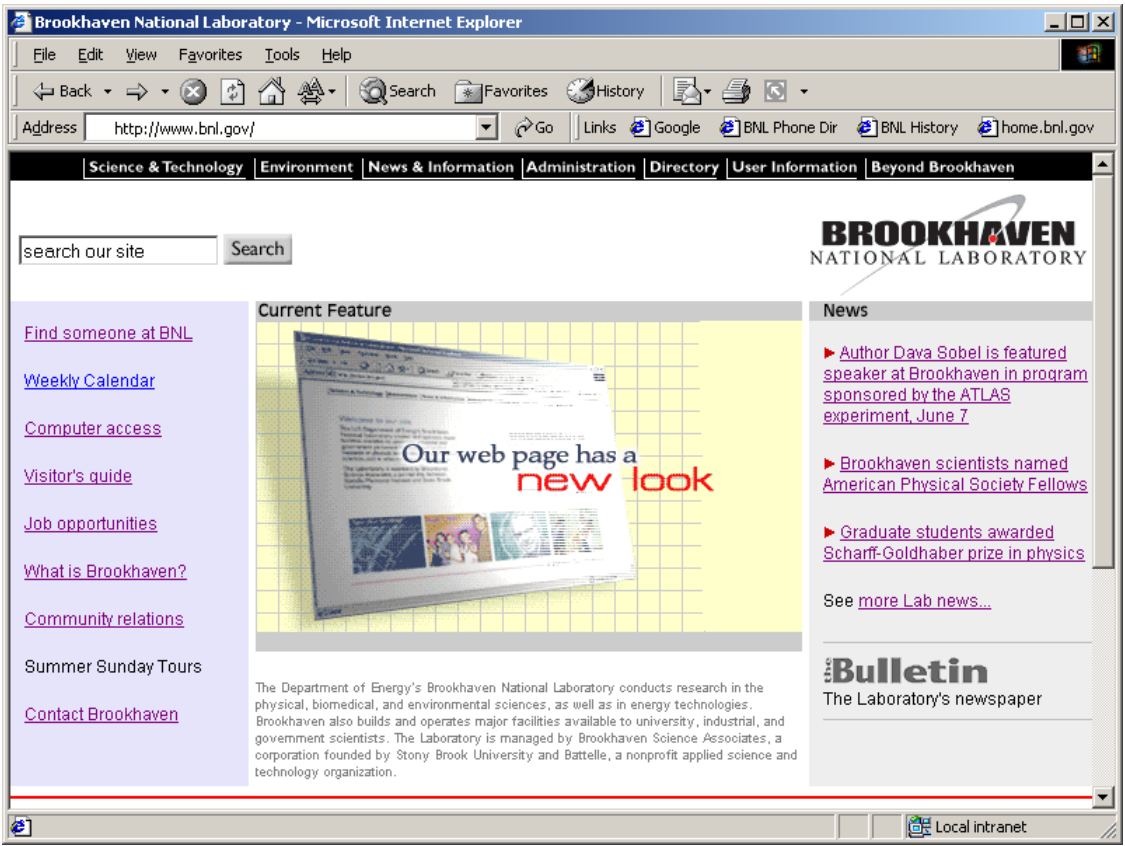 Brookhaven National Laboratory - Microsoft Internet Explorer
File Edit View Favorites Tools Help
Back Search Favorites History
Address http://www.bnl.gov/ Go Links Google BNL Phone Dir BNL History home.bnl.gov
Science & Technology Environment News & Information Administration Directory User Information Beyond Brookhaven
search our site Search
BROOKHAVEN
NATIONAL LABORATORY
Find someone at BNL
Weekly Calendar
Computer access
Visitor's guide
Job opportunities
What is Brookhaven?
Community relations
Summer Sunday Tours
Contact Brookhaven
Current Feature
Our web page has a
new look
The Department of Energy's Brookhaven National Laboratory conducts research in the
physical, biomedical, and environmental sciences, as well as in energy technologies.
Brookhaven also builds and operates major facilities available to university, industrial, and
government scientists. The Laboratory is managed by Brookhaven Science Associates, a
corporation founded by Stony Brook University and Battelle, a nonprofit applied science and
technology organization.
News
Author Dava Sobel is featured
speaker at Brookhaven in program
sponsored by the ATLAS
experiment, June 7
Brookhaven scientists named
American Physical Society Fellows
Graduate students awarded
Scharff-Goldhaber prize in physics
See more Lab news...
the Bulletin
The Laboratory's newspaper
Local intranet